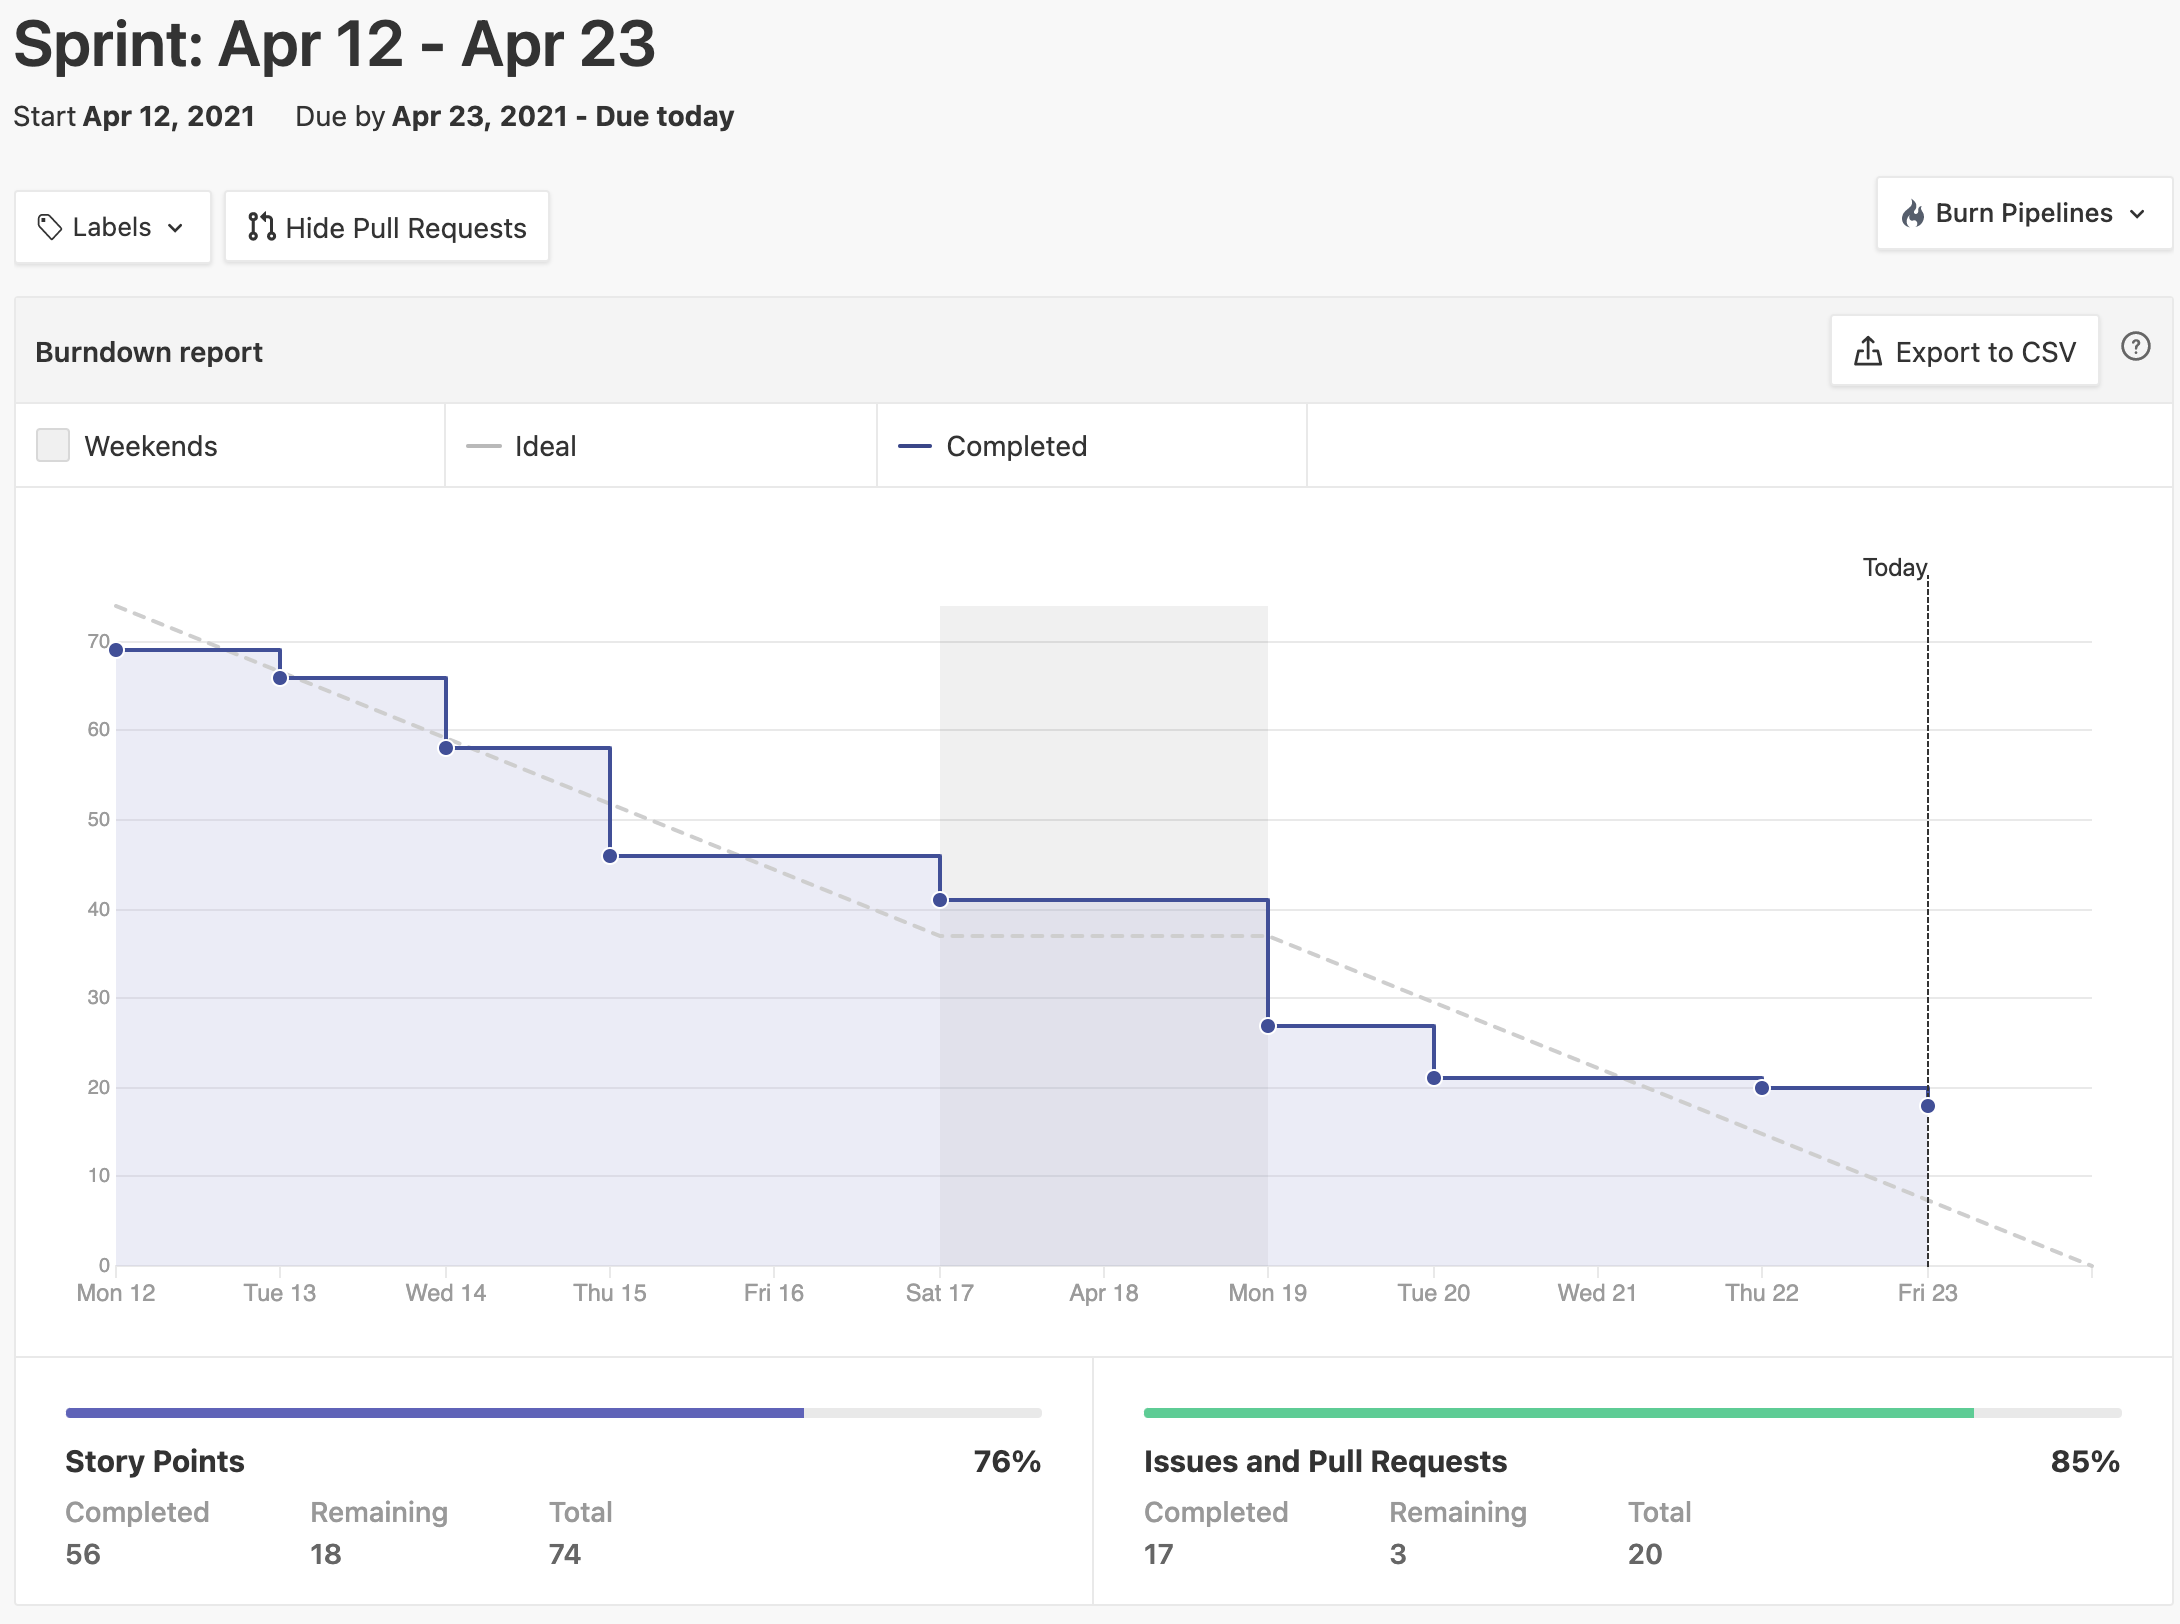 Sprint: Apr 12 - Apr 23
Start Apr 12, 2021 Due by Apr 23, 2021 - Due today
Labels Hide Pull Requests Burn Pipelines
Burndown report Export to CSV ?
Weekends Ideal Completed
Today
70
60
50
40
30
20
10
0
Mon 12 Tue 13 Wed 14 Thu 15 Fri 16 Sat 17 Apr 18 Mon 19 Tue 20 Wed 21 Thu 22 Fri 23
Story Points 76%
Completed Remaining Total
56 18 74
Issues and Pull Requests 85%
Completed Remaining Total
17 3 20